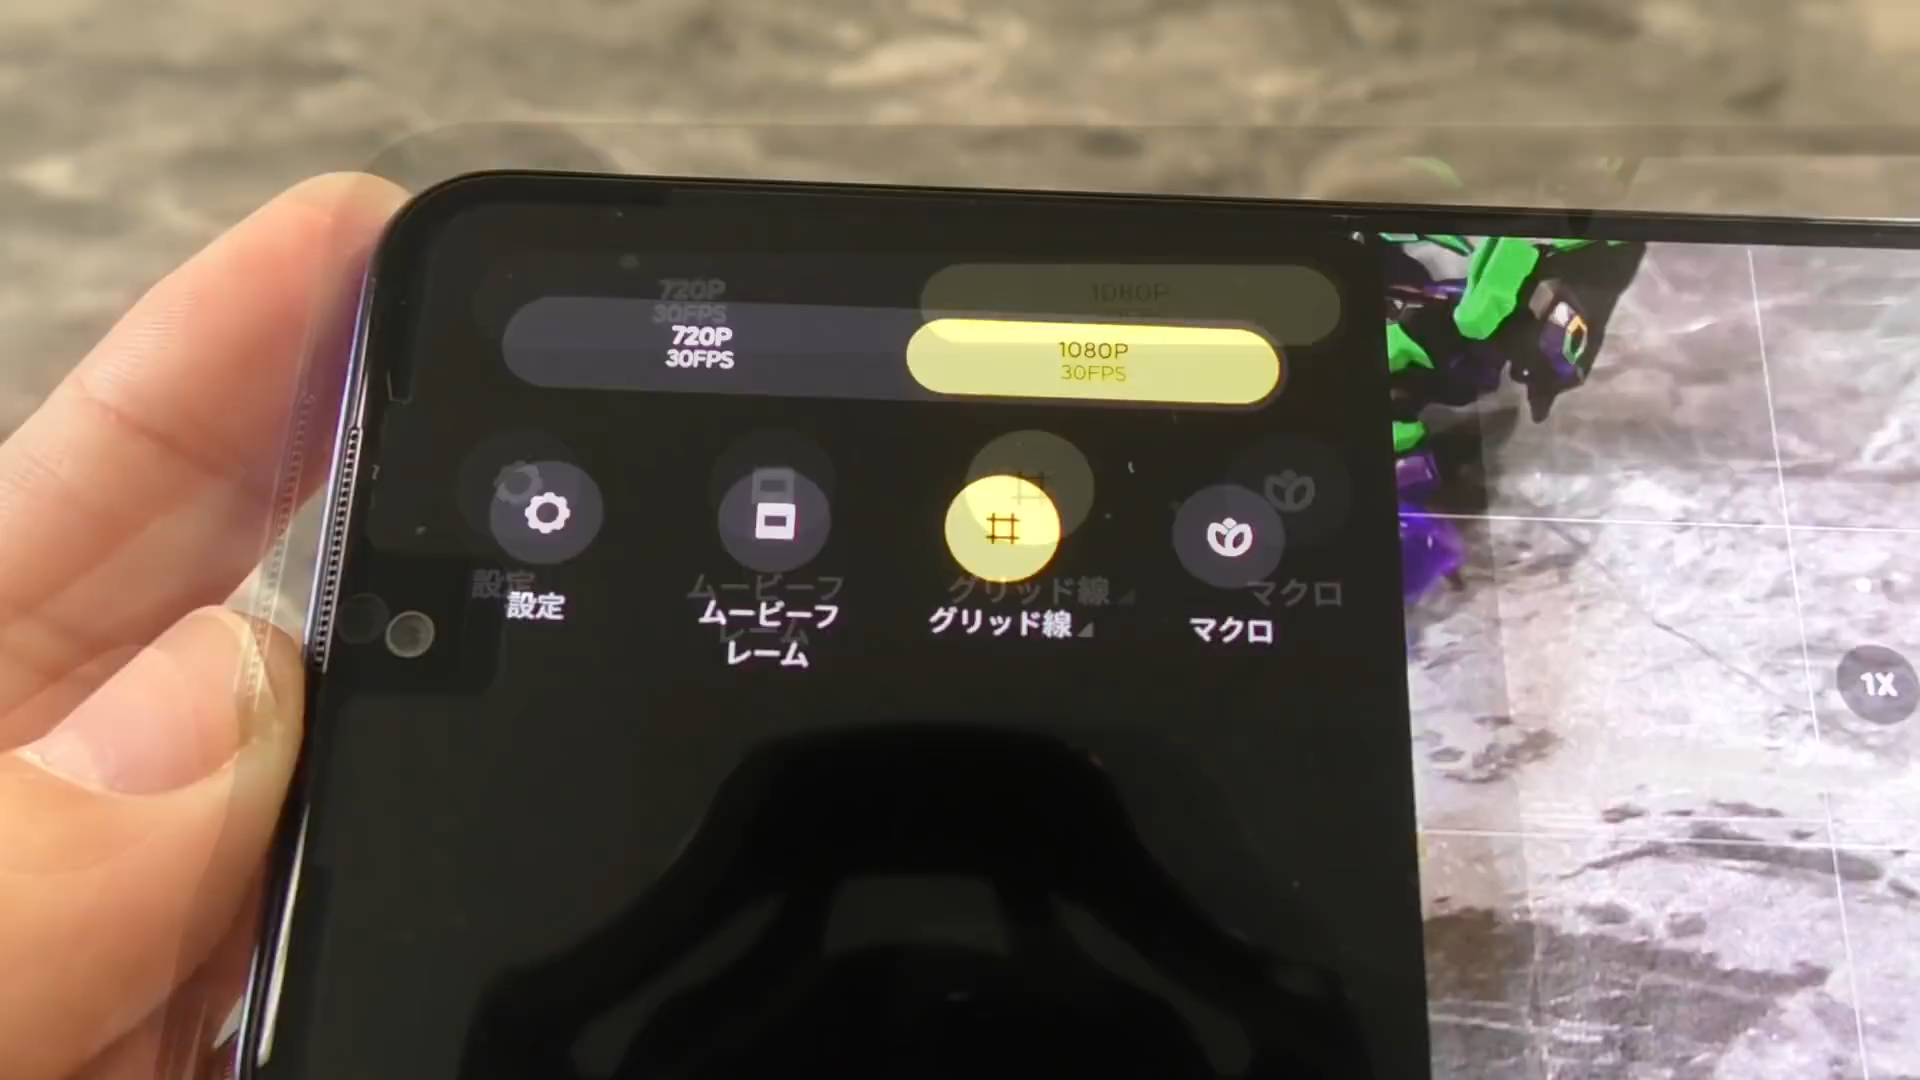 720P
30FPS
1080P
30FPS
設定
ムービーフ
レーム
グリッド線
マクロ
1X